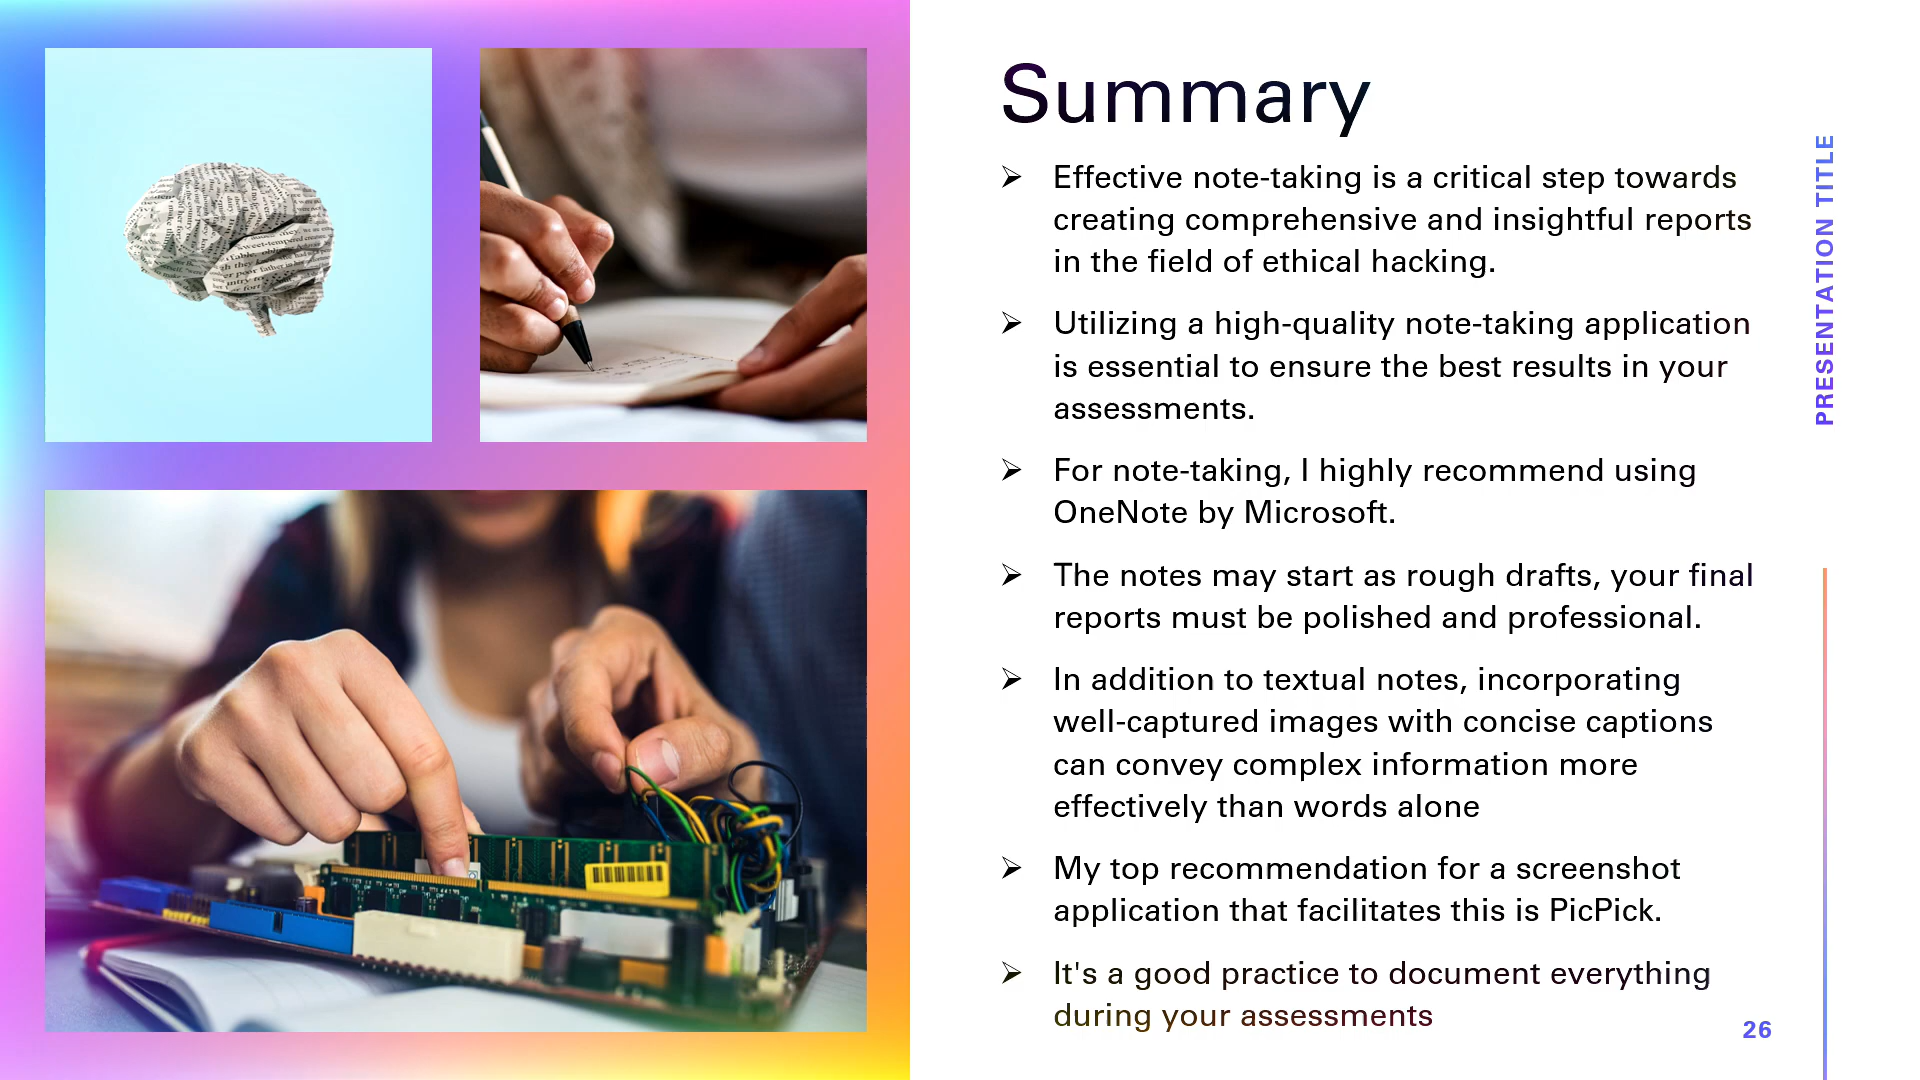 Summary
➢ Effective note-taking is a critical step towards
creating comprehensive and insightful reports
in the field of ethical hacking.
➢ Utilizing a high-quality note-taking application
is essential to ensure the best results in your
assessments.
➢ For note-taking, I highly recommend using
OneNote by Microsoft.
➢ The notes may start as rough drafts, your final
reports must be polished and professional.
➢ In addition to textual notes, incorporating
well-captured images with concise captions
can convey complex information more
effectively than words alone
➢ My top recommendation for a screenshot
application that facilitates this is PicPick.
➢ It's a good practice to document everything
during your assessments
PRESENTATION TITLE
26